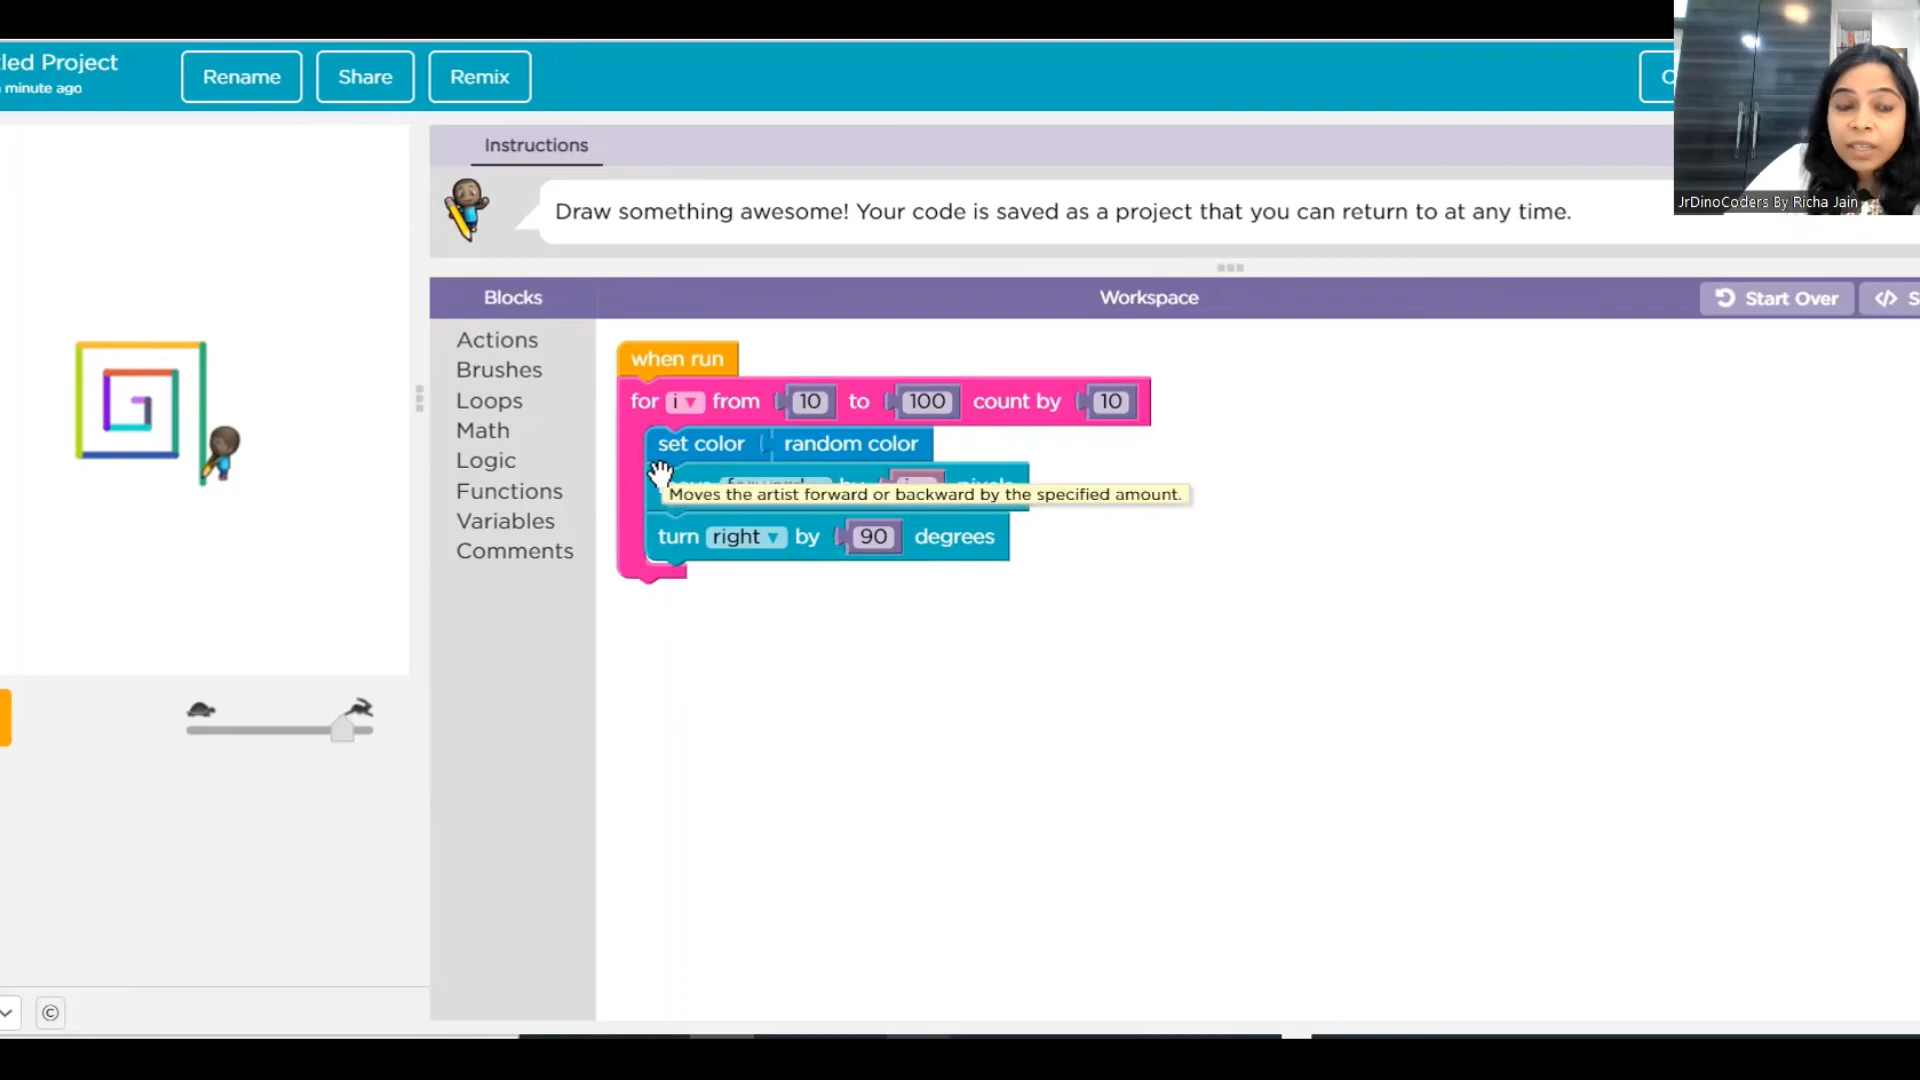 led Project
minute ago
Rename
Share
Remix
JrDinoCoders By Richa Jain
Instructions
Draw something awesome! Your code is saved as a project that you can return to at any time.
Blocks
Workspace
Start Over
</> S
Actions
Brushes
Loops
Math
Logic
Functions
Variables
Comments
when run
for i ▼ from 10 to 100 count by 10
set color random color
Moves the artist forward or backward by the specified amount.
turn right ▼ by 90 degrees
©